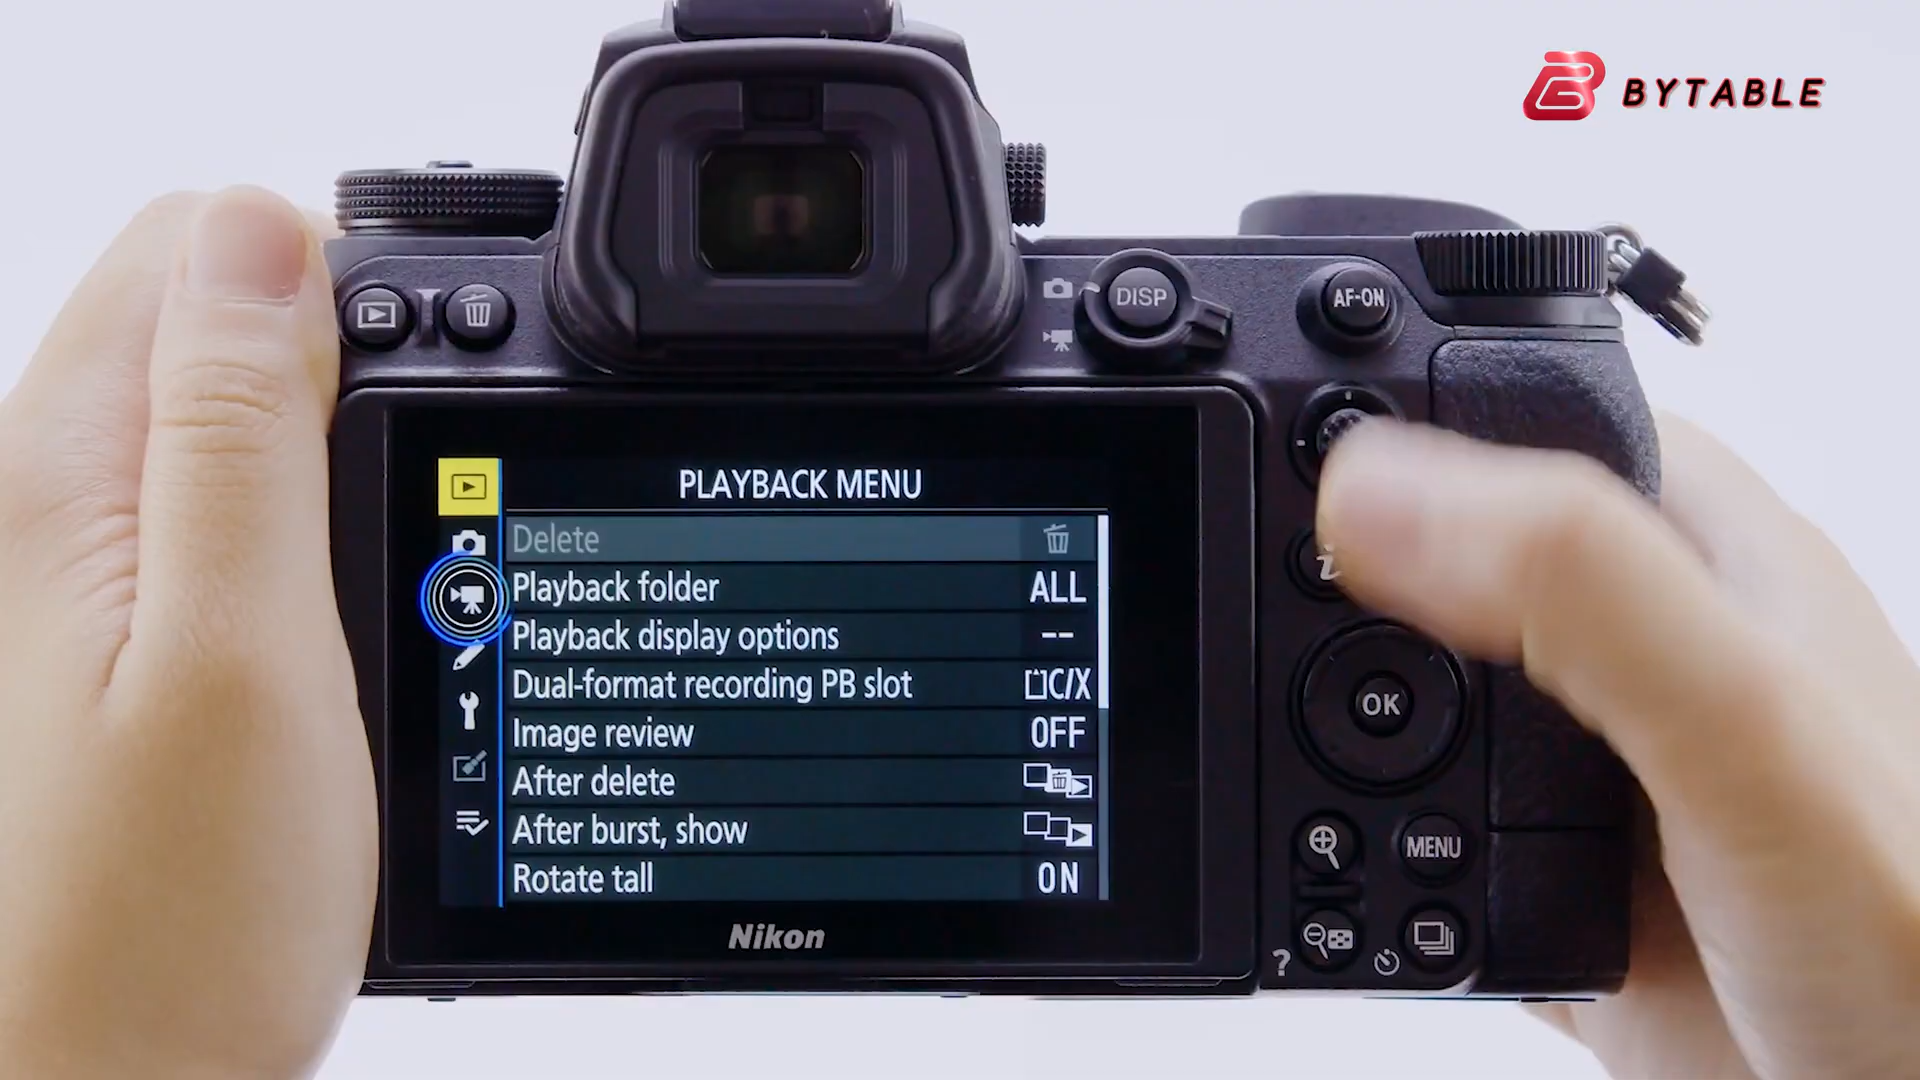 BYTABLE
DISP
AF-ON
PLAYBACK MENU
Delete
Playback folder ALL
Playback display options --
Dual-format recording PB slot C/X
Image review OFF
After delete
After burst, show
Rotate tall ON
Nikon
i
OK
MENU
?